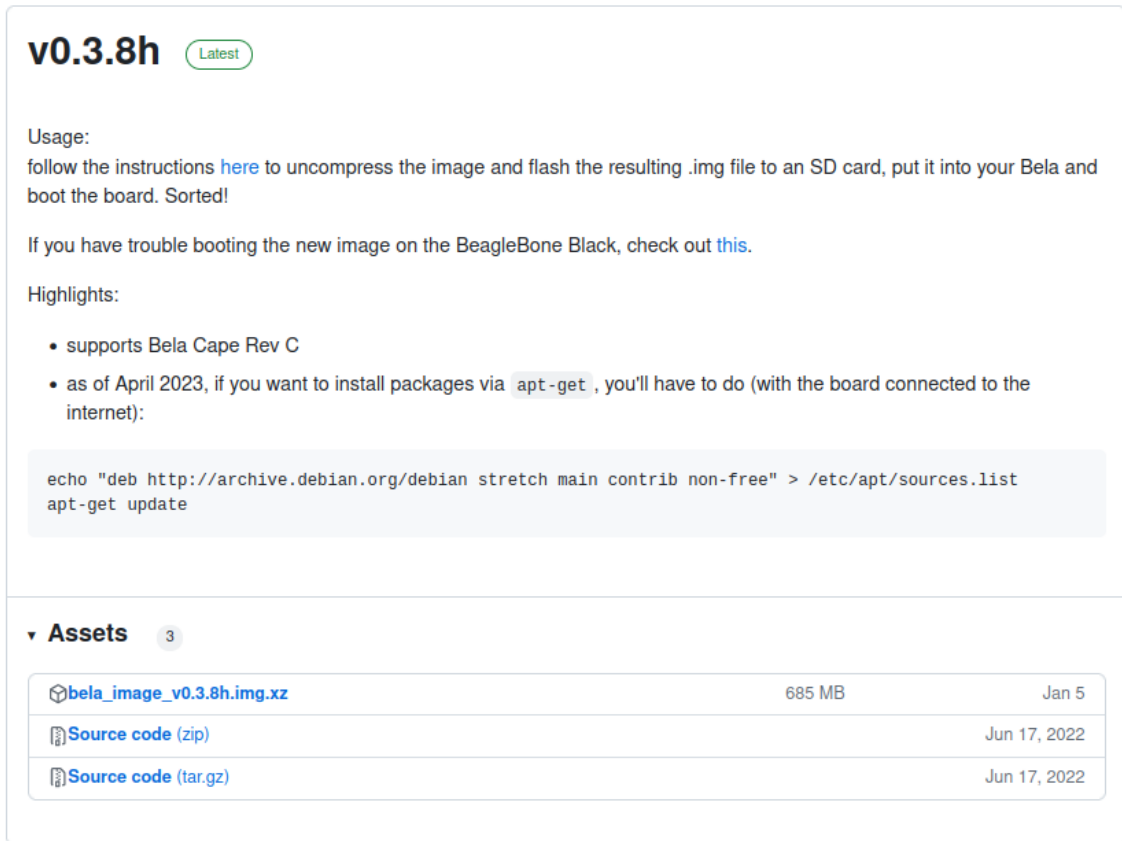 v0.3.8h Latest
Usage:
follow the instructions here to uncompress the image and flash the resulting .img file to an SD card, put it into your Bela and
boot the board. Sorted!
If you have trouble booting the new image on the BeagleBone Black, check out this.
Highlights:
• supports Bela Cape Rev C
• as of April 2023, if you want to install packages via apt-get, you'll have to do (with the board connected to the
internet):
echo "deb http://archive.debian.org/debian stretch main contrib non-free" > /etc/apt/sources.list
apt-get update
Assets 3
bela_image_v0.3.8h.img.xz 685 MB Jan 5
Source code (zip) Jun 17, 2022
Source code (tar.gz) Jun 17, 2022